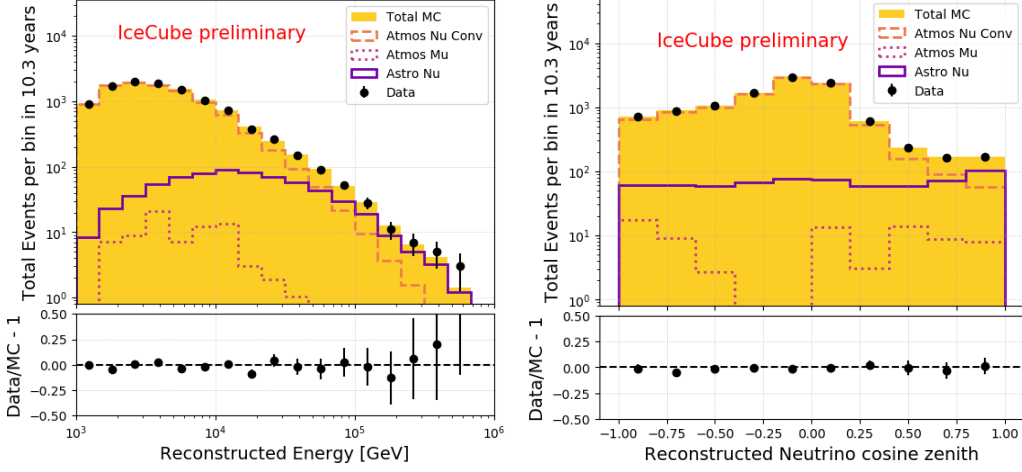 IceCube preliminary
Total MC
Atmos Nu Conv
Atmos Mu
Astro Nu
Data
Total Events per bin in 10.3 years
10⁴
10³
10²
10¹
10⁰
Data/MC - 1
0.50
0.25
0.00
−0.25
−0.50
10³ 10⁴ 10⁵ 10⁶
Reconstructed Energy [GeV]
IceCube preliminary
Total MC
Atmos Nu Conv
Atmos Mu
Astro Nu
Data
Total Events per bin in 10.3 years
10⁴
10³
10²
10¹
10⁰
Data/MC - 1
0.50
0.25
0.00
−0.25
−0.50
−1.00 −0.75 −0.50 −0.25 0.00 0.25 0.50 0.75 1.00
Reconstructed Neutrino cosine zenith